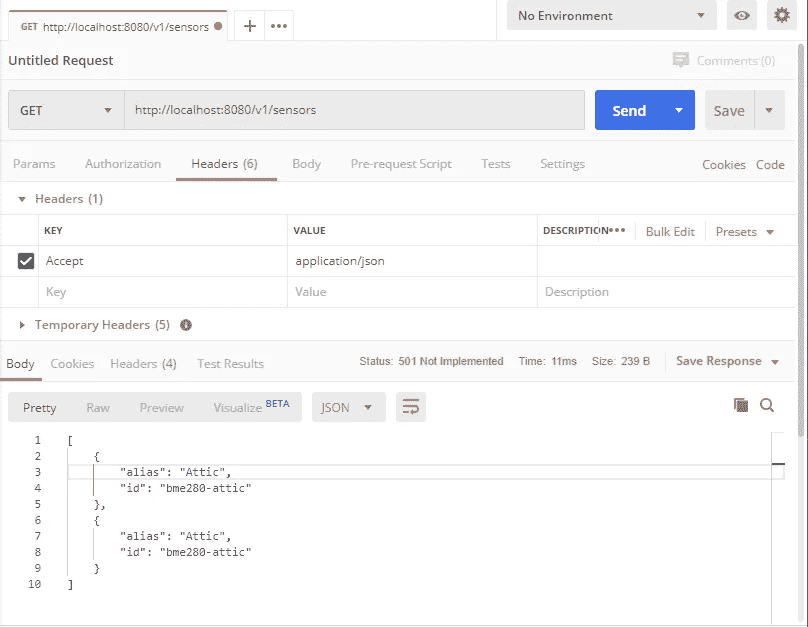 GET http://localhost:8080/v1/sensors
No Environment
Untitled Request
Comments (0)
GET http://localhost:8080/v1/sensors Send Save
Params Authorization Headers (6) Body Pre-request Script Tests Settings Cookies Code
Headers (1)
KEY VALUE DESCRIPTION Bulk Edit Presets
Accept application/json
Key Value Description
Temporary Headers (5)
Body Cookies Headers (4) Test Results Status: 501 Not Implemented Time: 11ms Size: 239 B Save Response
Pretty Raw Preview Visualize BETA JSON
1 [
2 {
3 "alias": "Attic",
4 "id": "bme280-attic"
5 },
6 {
7 "alias": "Attic",
8 "id": "bme280-attic"
9 }
10 ]